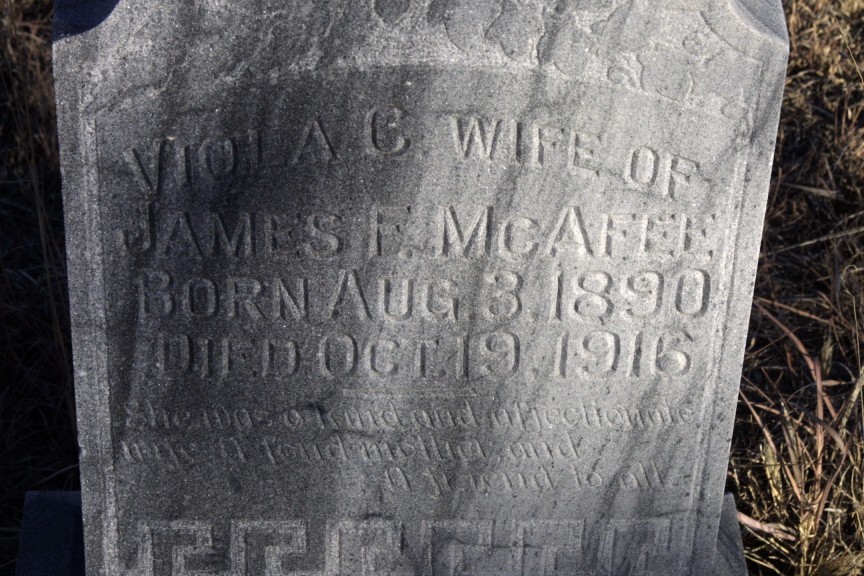 VIOLA C. WIFE OF
JAMES F. MCAFEE
BORN AUG. 3, 1890
DIED OCT. 19, 1916
She was a kind and affectionate
wife, A fond mother, and
A friend to all.